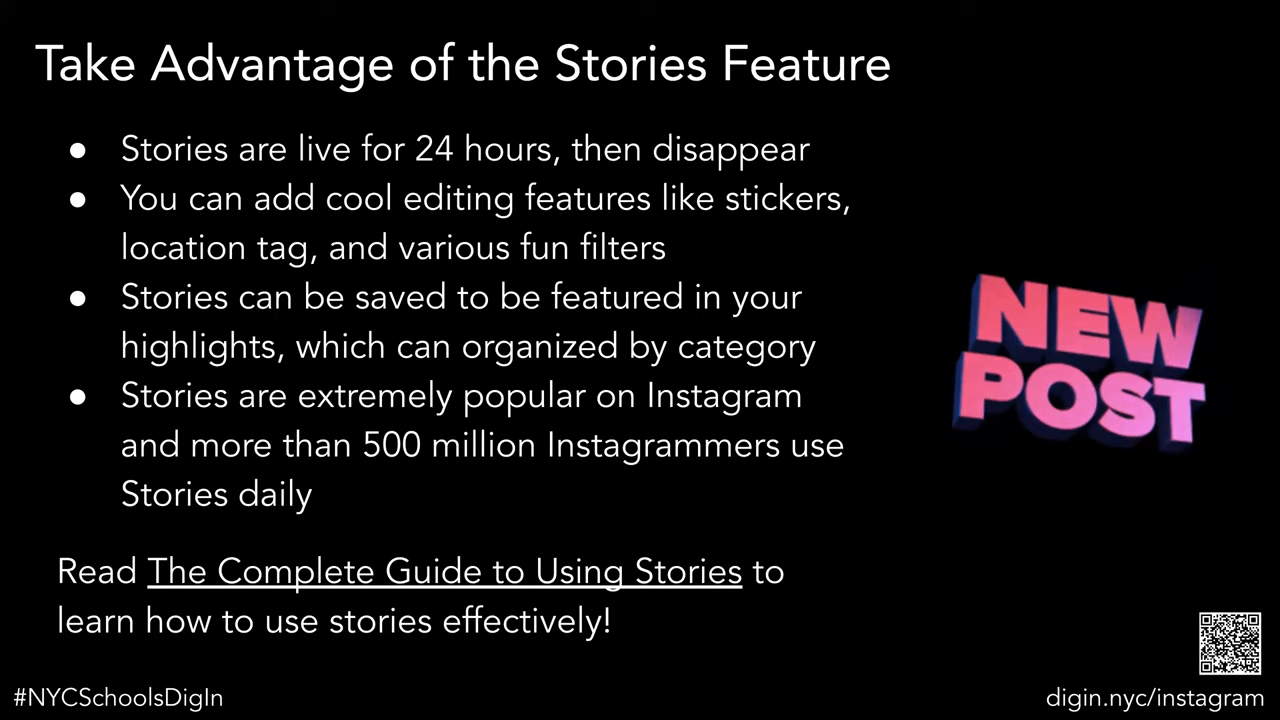 Take Advantage of the Stories Feature
● Stories are live for 24 hours, then disappear
● You can add cool editing features like stickers,
location tag, and various fun filters
● Stories can be saved to be featured in your
highlights, which can organized by category
● Stories are extremely popular on Instagram
and more than 500 million Instagrammers use
Stories daily
NEW
POST
Read The Complete Guide to Using Stories to
learn how to use stories effectively!
#NYCSchoolsDigIn
digin.nyc/instagram